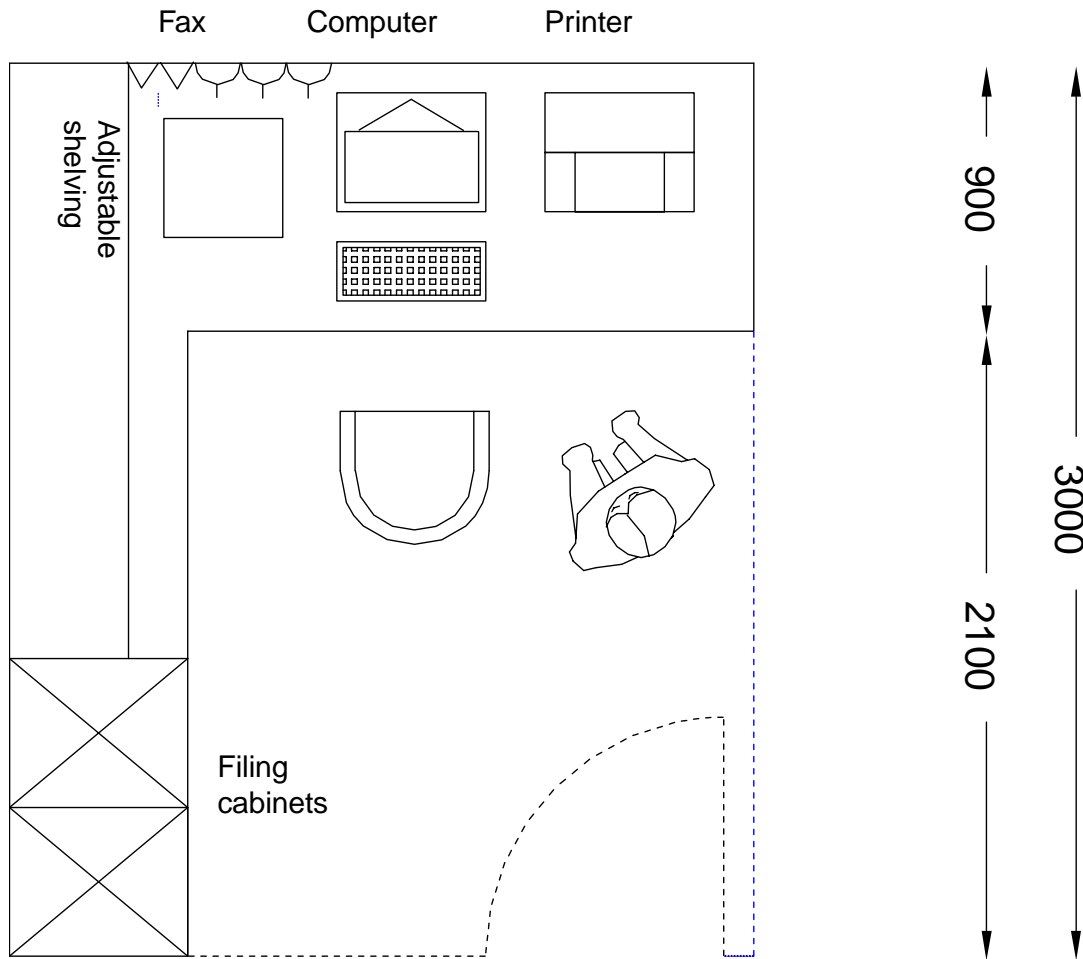 Fax
Computer
Printer
Adjustable
shelving
900
3000
2100
Filing
cabinets